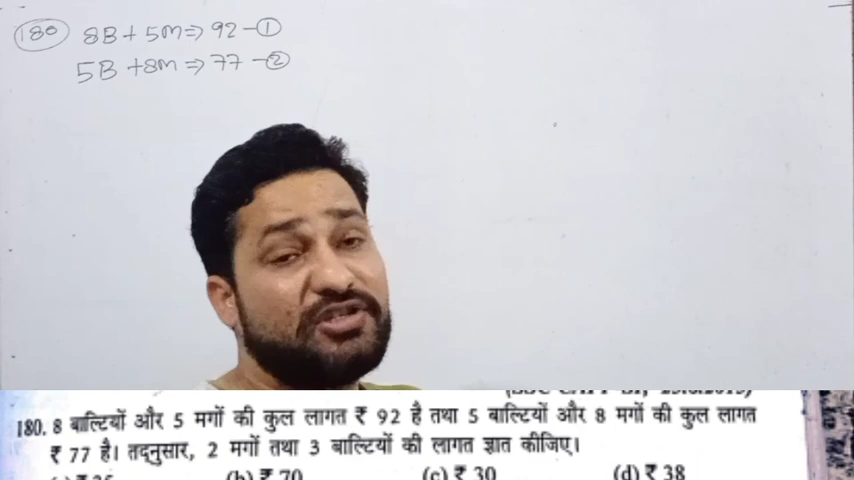 180 8B + 5m ⇒ 92 - ①
5B + 8m ⇒ 77 - ②
180. 8 बाल्टियों और 5 मगों की कुल लागत ₹ 92 है तथा 5 बाल्टियों और 8 मगों की कुल लागत
₹ 77 है। तद्नुसार, 2 मगों तथा 3 बाल्टियों की लागत ज्ञात कीजिए।
(b) ₹ 70 (c) ₹ 30 (d) ₹ 38